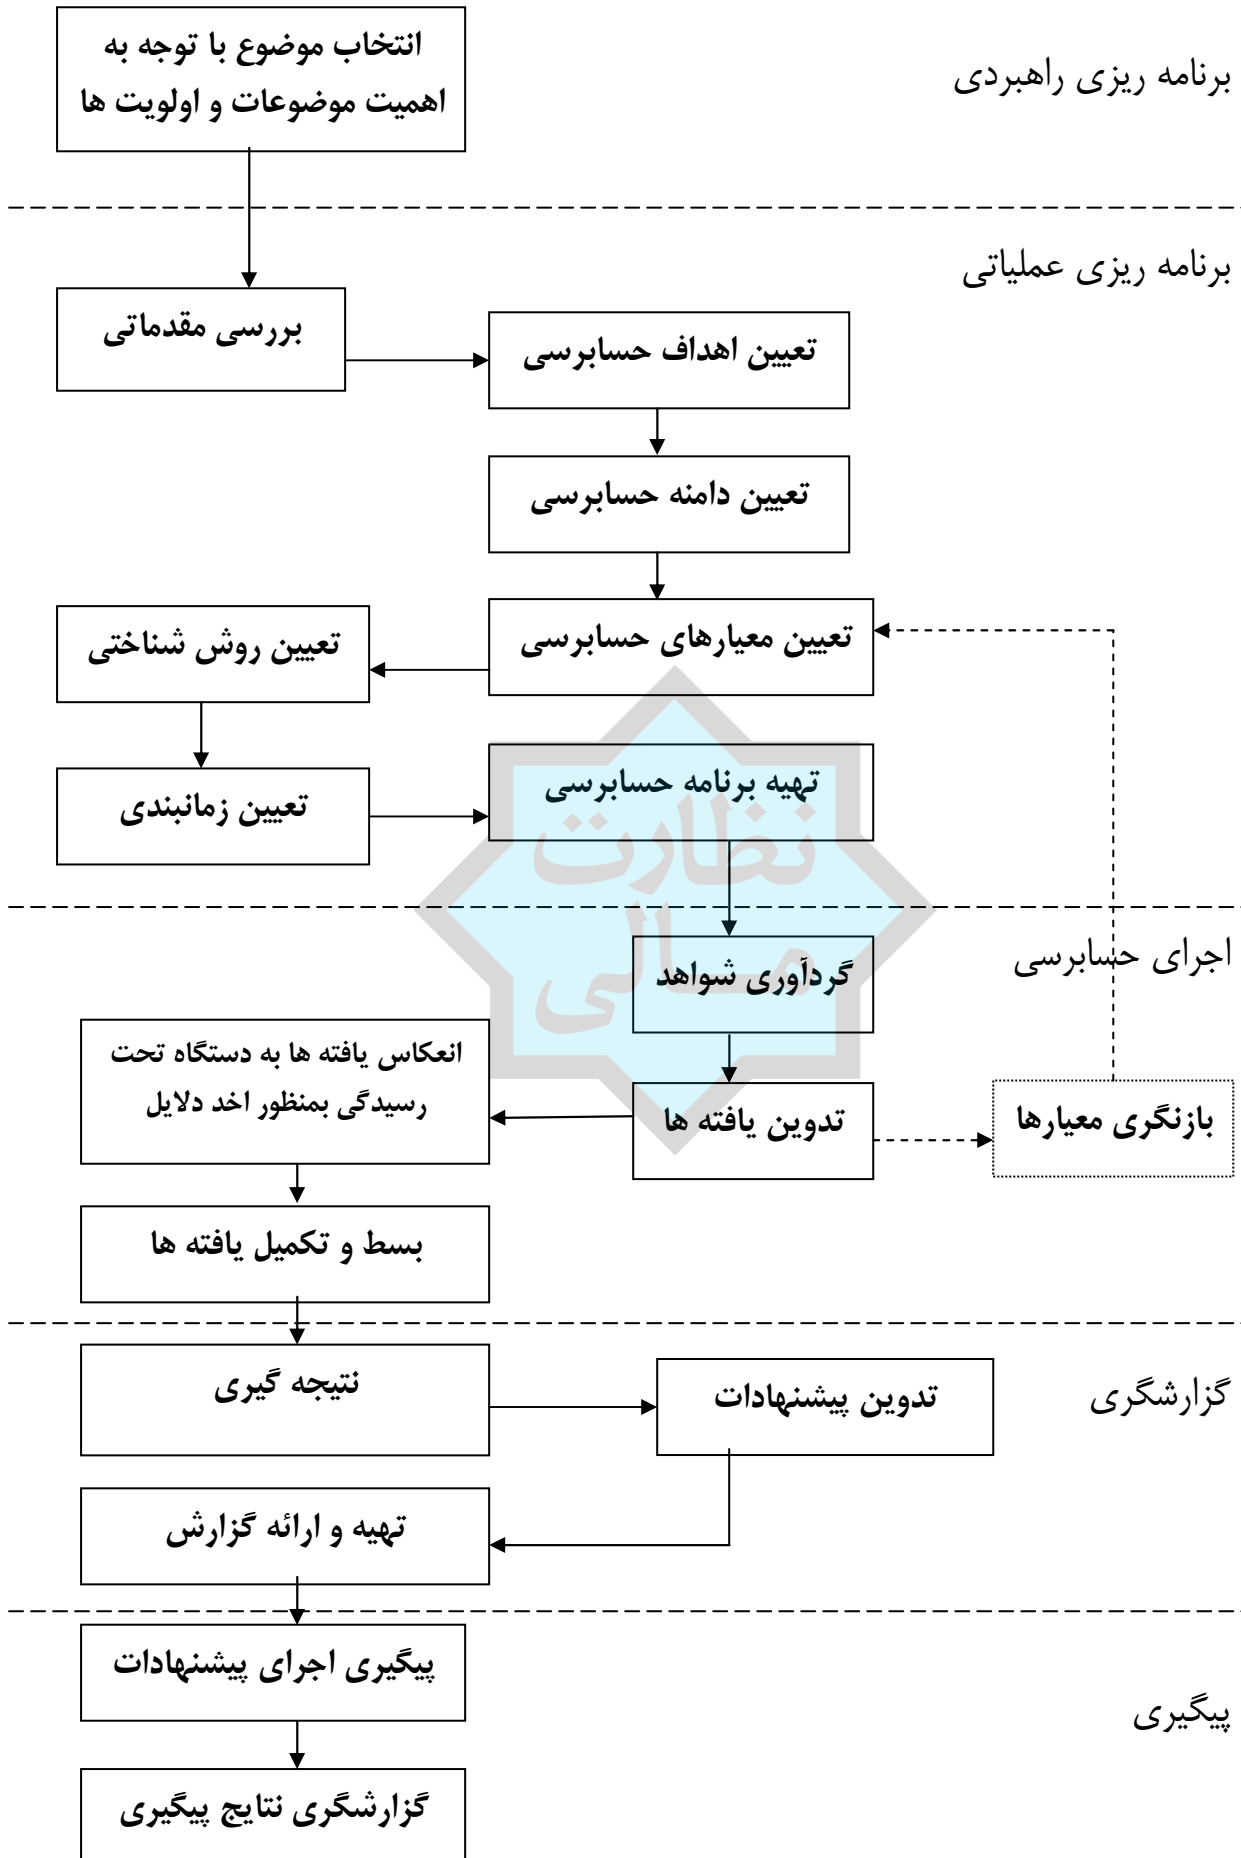 برنامه ریزی راهبردی
انتخاب موضوع با توجه به
اهمیت موضوعات و اولویت ها
برنامه ریزی عملیاتی
بررسی مقدماتی
تعیین اهداف حسابرسی
تعیین دامنه حسابرسی
تعیین معیارهای حسابرسی
تعیین روش شناختی
تعیین زمانبندی
تهیه برنامه حسابرسی
نظارت
مالی
اجرای حسابرسی
گردآوری شواهد
تدوین یافته ها
بازنگری معیارها
انعکاس یافته ها به دستگاه تحت
رسیدگی بمنظور اخد دلایل
بسط و تکمیل یافته ها
گزارشگری
نتیجه گیری
تدوین پیشنهادات
تهیه و ارائه گزارش
پیگیری
پیگیری اجرای پیشنهادات
گزارشگری نتایج پیگیری